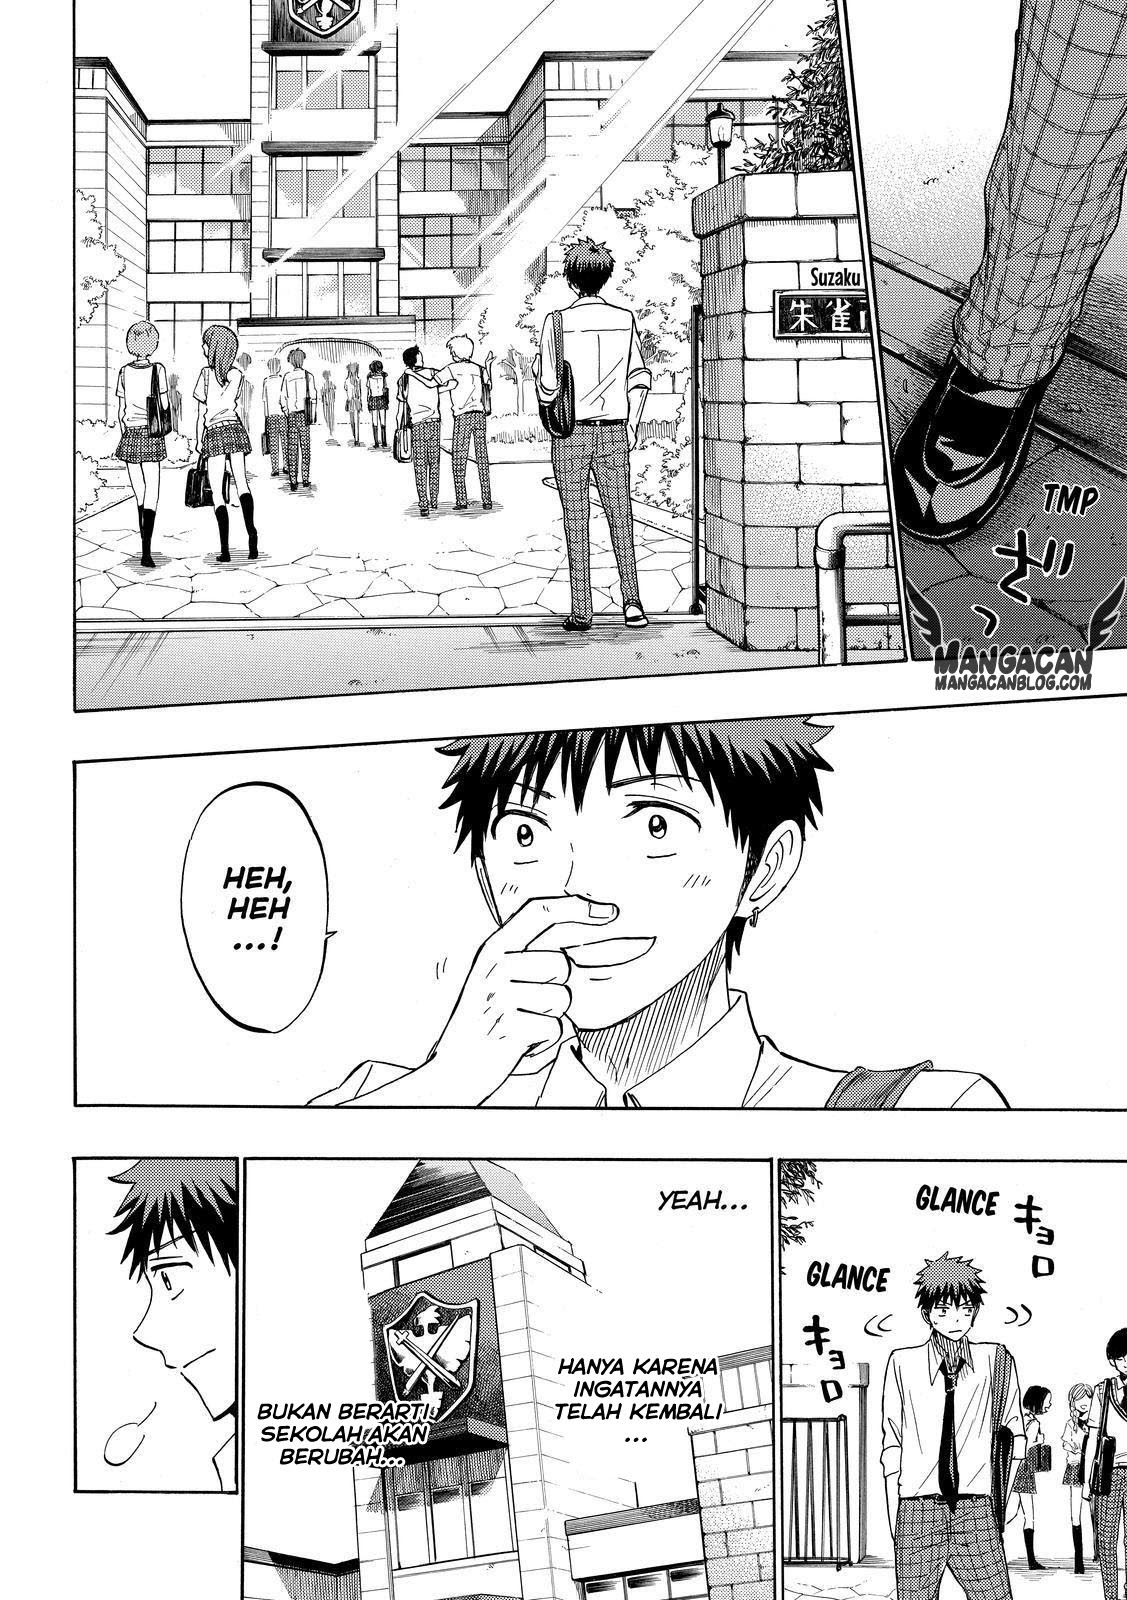 TMP
ざっ
MANGACAN
MANGACANBLOG.COM
Suzaku
朱雀
HEH,
HEH
...!
GLANCE
キョロ
GLANCE
キョロ
YEAH...
HANYA KARENA
INGATANNYA
TELAH KEMBALI
...
BUKAN BERARTI
SEKOLAH AKAN
BERUBAH...